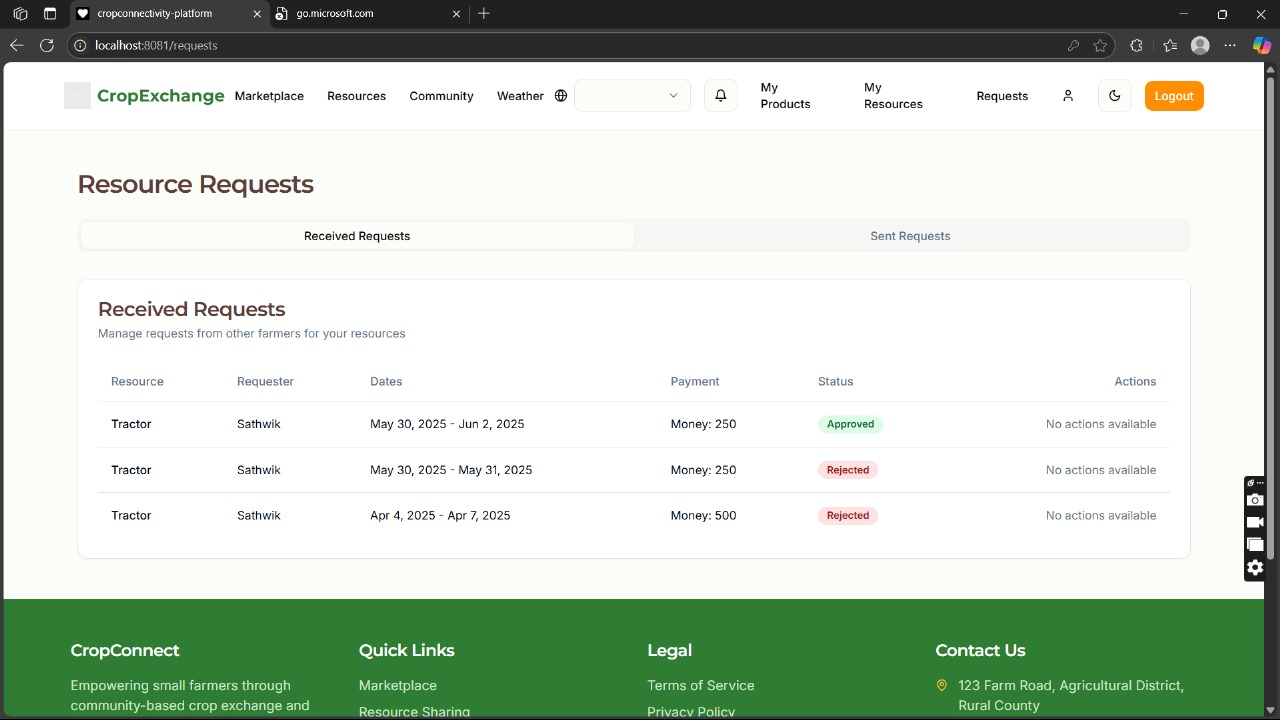 cropconnectivity-platform
go.microsoft.com
localhost:8081/requests
CropExchange
Marketplace
Resources
Community
Weather
My
Products
My
Resources
Requests
Logout
Resource Requests
Received Requests
Sent Requests
Received Requests
Manage requests from other farmers for your resources
Resource Requester Dates Payment Status Actions
Tractor Sathwik May 30, 2025 - Jun 2, 2025 Money: 250 Approved No actions available
Tractor Sathwik May 30, 2025 - May 31, 2025 Money: 250 Rejected No actions available
Tractor Sathwik Apr 4, 2025 - Apr 7, 2025 Money: 500 Rejected No actions available
CropConnect
Empowering small farmers through
community-based crop exchange and
Quick Links
Marketplace
Resource Sharing
Legal
Terms of Service
Privacy Policy
Contact Us
123 Farm Road, Agricultural District,
Rural County